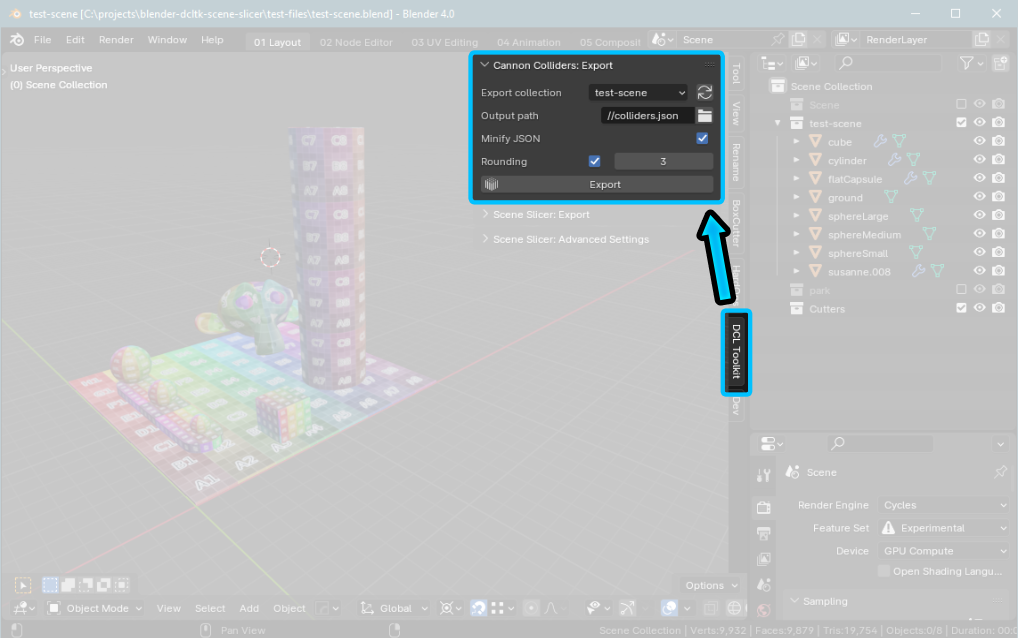 test-scene [C:\projects\blender-dcltk-scene-slicer\test-files\test-scene.blend] - Blender 4.0
File Edit Render Window Help 01 Layout 02 Node Editor 03 UV Editing 04 Animation 05 Composit Scene RenderLayer
User Perspective
(0) Scene Collection
Cannon Colliders: Export
Export collection test-scene
Output path //colliders.json
Minify JSON
Rounding 3
Export
Scene Slicer: Export
Scene Slicer: Advanced Settings
Tool
View
Rename
BoxCutter
DCL Toolkit
Dev
Scene Collection
Scene
test-scene
cube
cylinder
flatCapsule
ground
sphereLarge
sphereMedium
sphereSmall
susanne.008
park
Cutters
Scene
Render Engine Cycles
Feature Set Experimental
Device GPU Compute
Open Shading Langu...
Sampling
Options
Object Mode View Select Add Object Global
Pan View
Scene Collection | Verts:9,932 | Faces:9,879 | Tris:19,754 | Objects:0/8 | Duration: 00:0